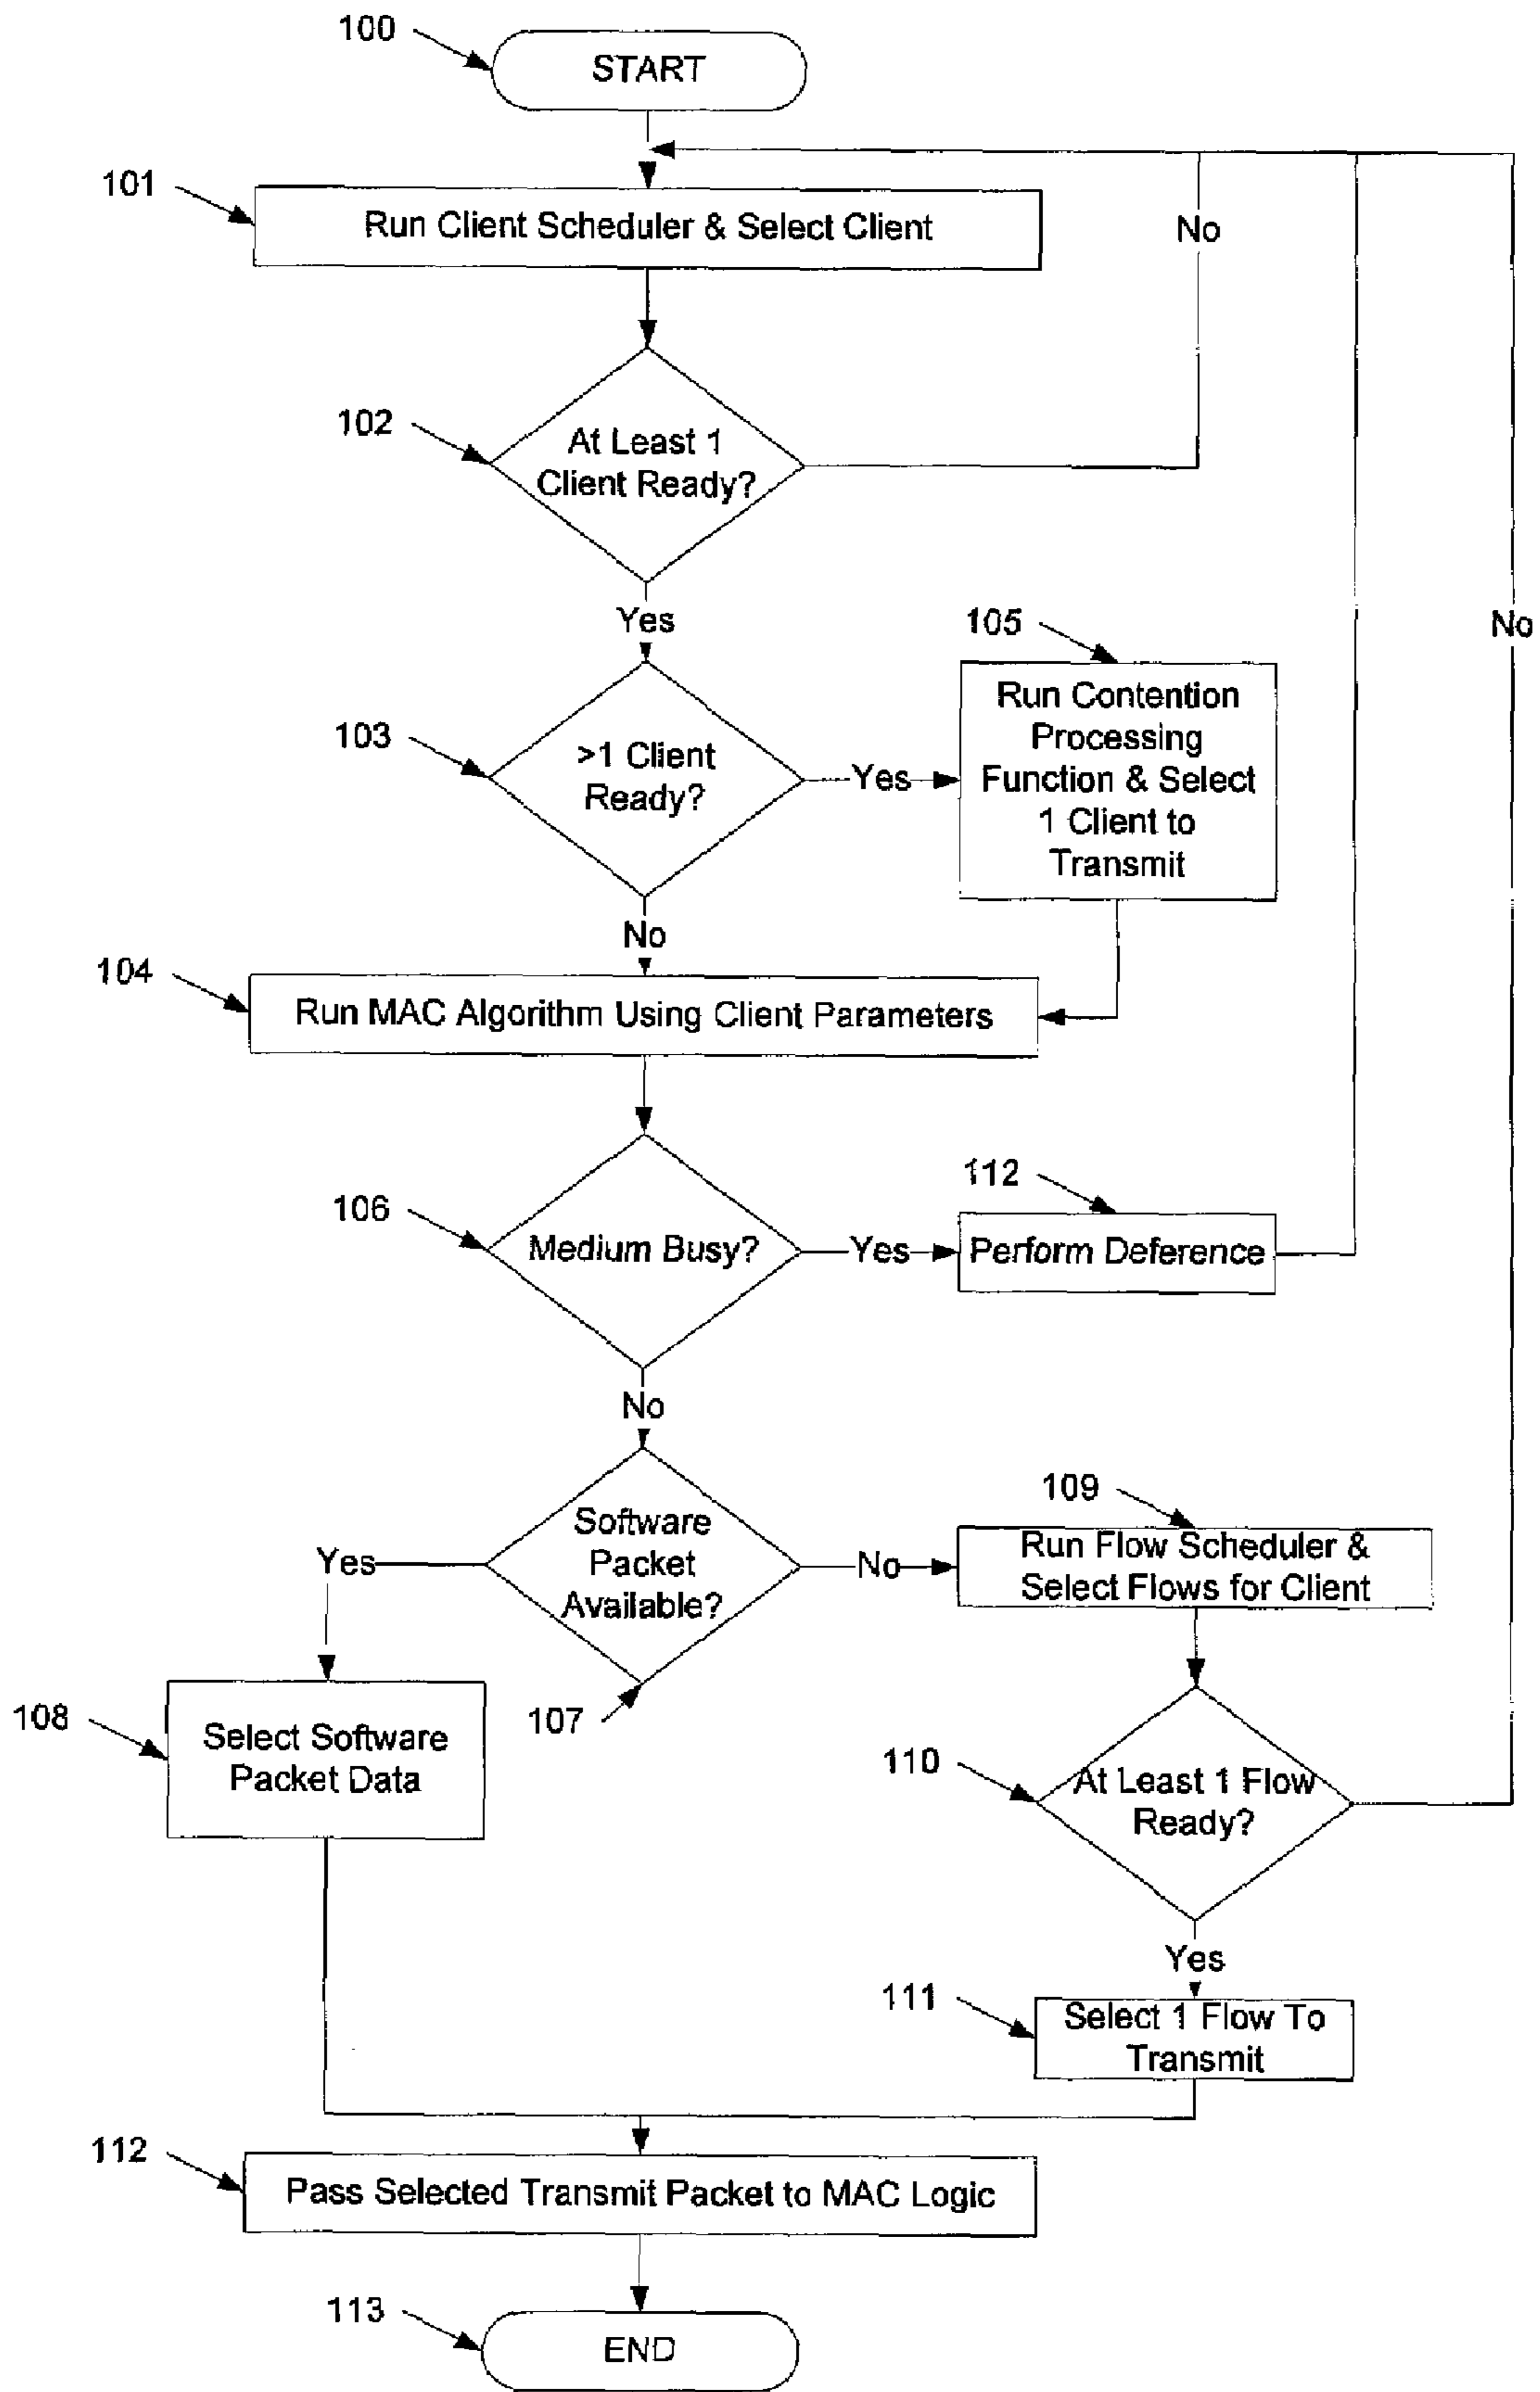 100
START
101
Run Client Scheduler & Select Client
No
102
At Least 1
Client Ready?
Yes
No
105
103
>1 Client
Ready?
Yes
Run Contention
Processing
Function & Select
1 Client to
Transmit
No
104
Run MAC Algorithm Using Client Parameters
112
106
Medium Busy?
Yes
Perform Deference
No
109
Software
Packet
Available?
Yes
No
Run Flow Scheduler &
Select Flows for Client
107
108
Select Software
Packet Data
110
At Least 1 Flow
Ready?
Yes
111
Select 1 Flow To
Transmit
112
Pass Selected Transmit Packet to MAC Logic
113
END